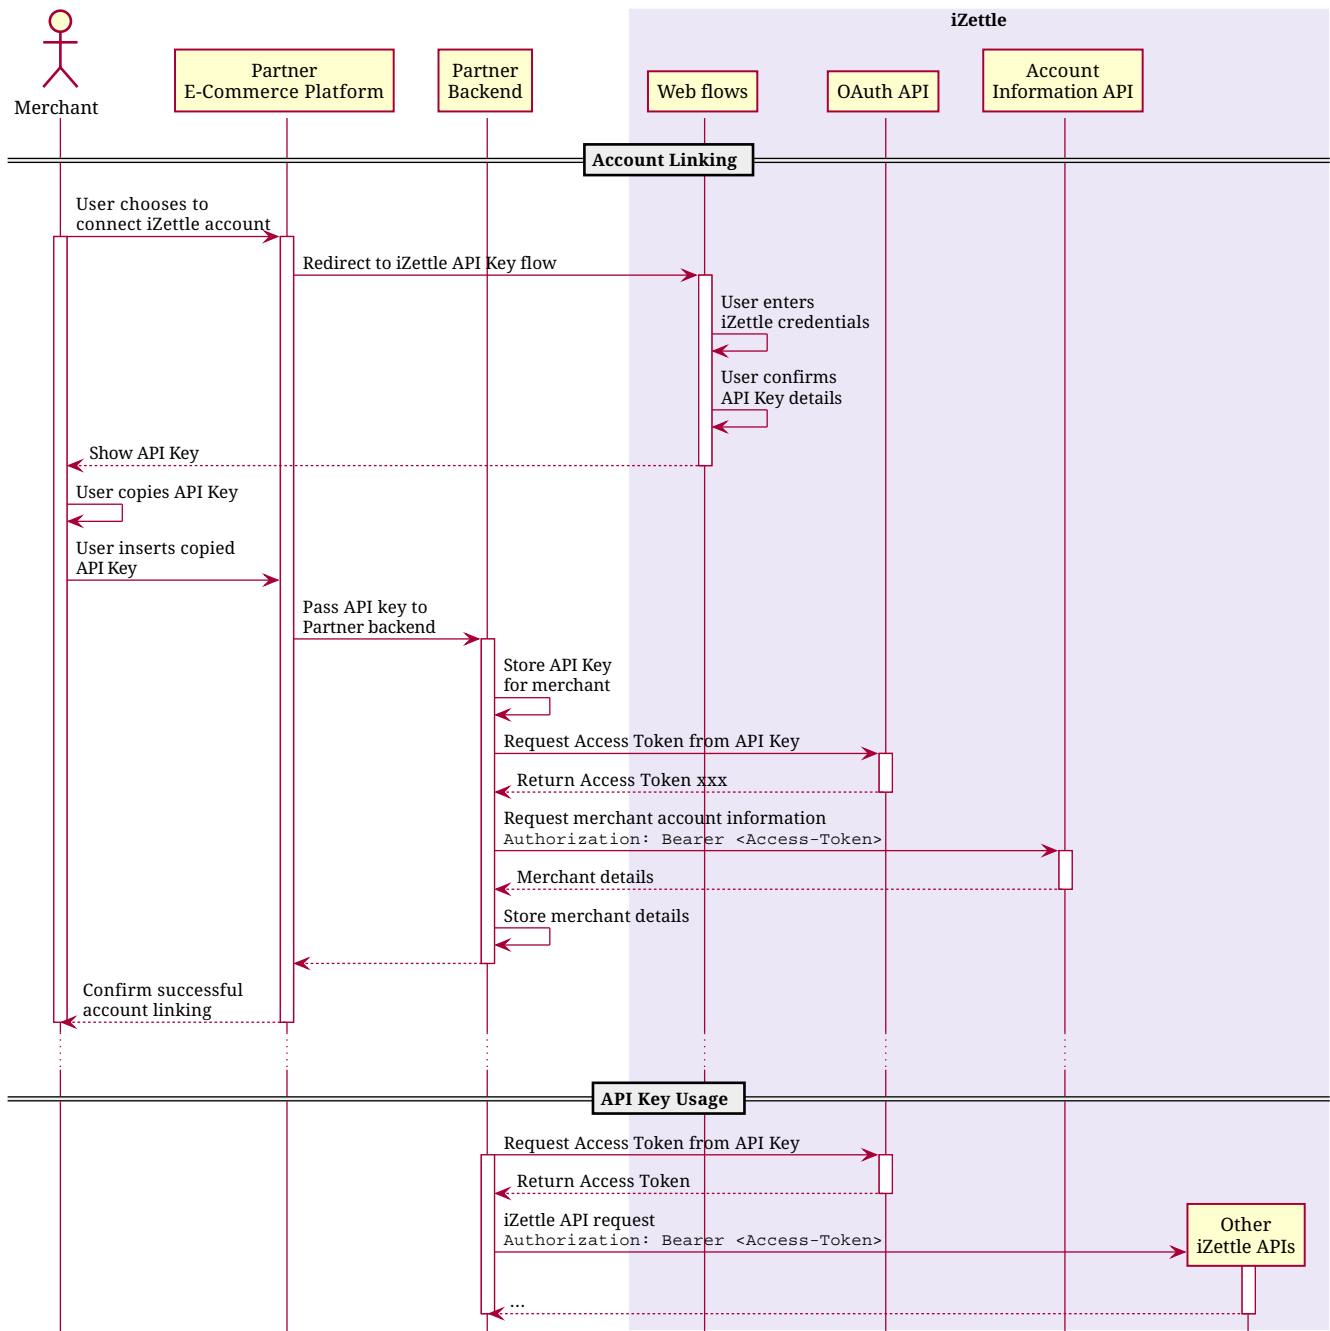 iZettle
Merchant
Partner
E-Commerce Platform
Partner
Backend
Web flows
OAuth API
Account
Information API
Account Linking
User chooses to
connect iZettle account
Redirect to iZettle API Key flow
User enters
iZettle credentials
User confirms
API Key details
Show API Key
User copies API Key
User inserts copied
API Key
Pass API key to
Partner backend
Store API Key
for merchant
Request Access Token from API Key
Return Access Token xxx
Request merchant account information
Authorization: Bearer <Access-Token>
Merchant details
Store merchant details
Confirm successful
account linking
API Key Usage
Request Access Token from API Key
Return Access Token
iZettle API request
Authorization: Bearer <Access-Token>
Other
iZettle APIs
...